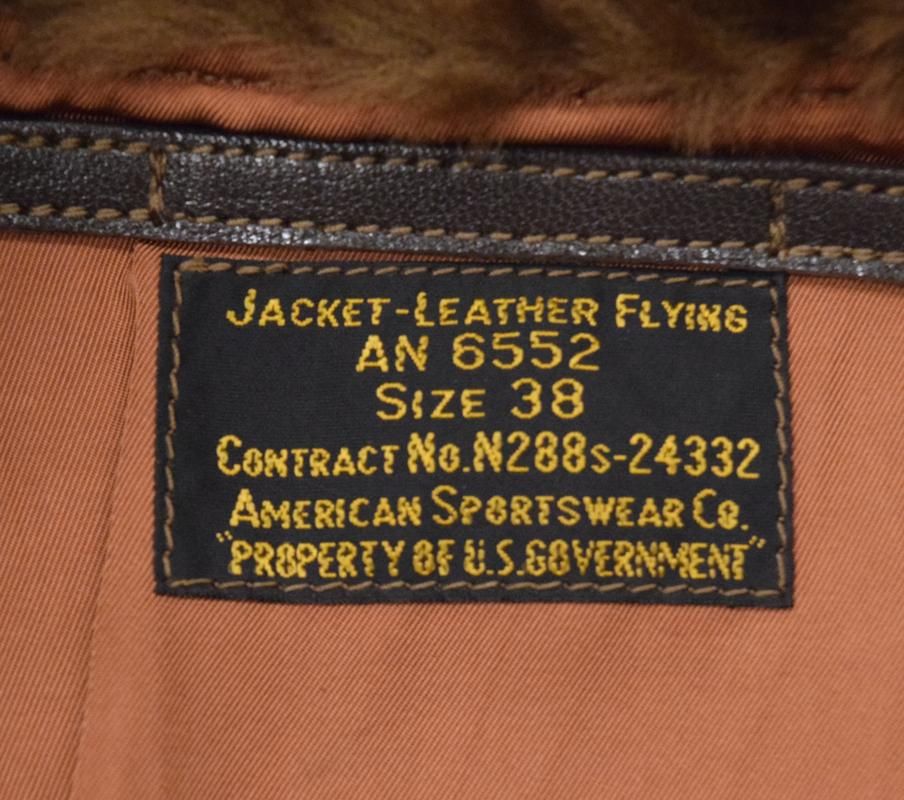 JACKET-LEATHER FLYING
AN 6552
SIZE 38
CONTRACT No. N288s-24332
AMERICAN SPORTSWEAR Co.
"PROPERTY OF U.S. GOVERNMENT"